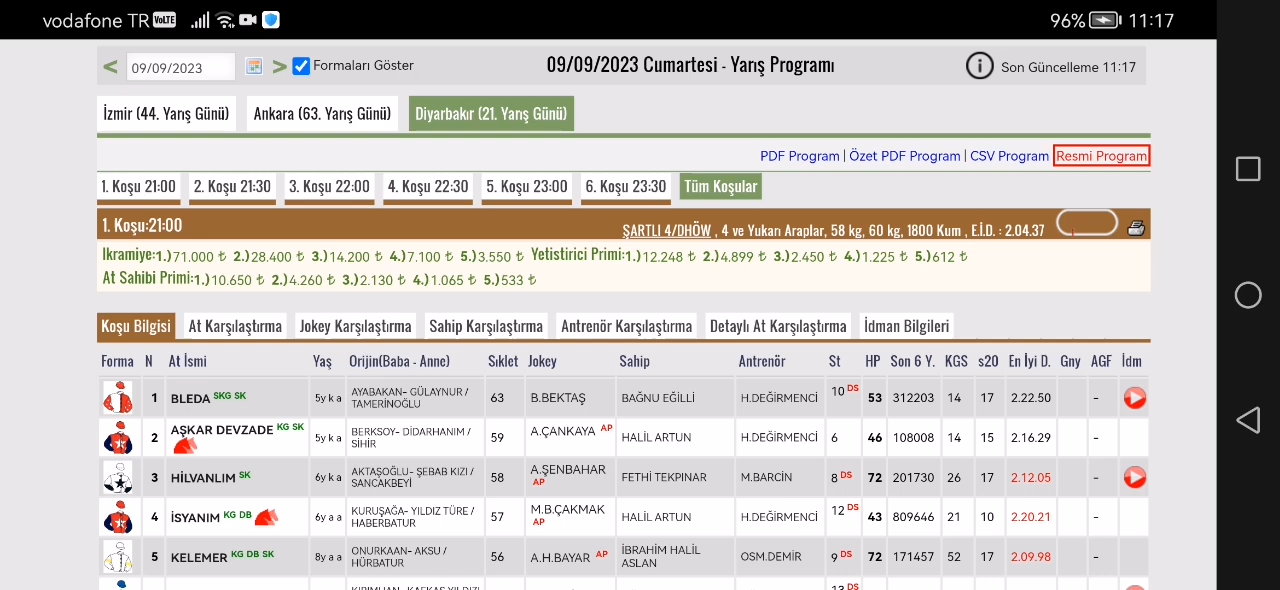 vodafone TR VoLTE 96% 11:17
< 09/09/2023 > Formaları Göster 09/09/2023 Cumartesi - Yarış Programı i Son Güncelleme 11:17
İzmir (44. Yarış Günü) Ankara (63. Yarış Günü) Diyarbakır (21. Yarış Günü)
PDF Program | Özet PDF Program | CSV Program Resmi Program
1. Koşu 21:00 2. Koşu 21:30 3. Koşu 22:00 4. Koşu 22:30 5. Koşu 23:00 6. Koşu 23:30 Tüm Koşular
1. Koşu:21:00 ŞARTLI 4/DHÖW , 4 ve Yukarı Araplar, 58 kg, 60 kg, 1800 Kum , E.İ.D. : 2.04.37
Ikramiye:1.)71.000 ₺ 2.)28.400 ₺ 3.)14.200 ₺ 4.)7.100 ₺ 5.)3.550 ₺ Yetistirici Primi:1.)12.248 ₺ 2.)4.899 ₺ 3.)2.450 ₺ 4.)1.225 ₺ 5.)612 ₺
At Sahibi Primi:1.)10.650 ₺ 2.)4.260 ₺ 3.)2.130 ₺ 4.)1.065 ₺ 5.)533 ₺
Koşu Bilgisi At Karşılaştırma Jokey Karşılaştırma Sahip Karşılaştırma Antrenör Karşılaştırma Detaylı At Karşılaştırma İdman Bilgileri
Forma N At İsmi Yaş Orijin(Baba - Anne) Sıklet Jokey Sahip Antrenör St HP Son 6 Y. KGS s20 En İyi D. Gny AGF İdm
1 BLEDA SKG SK 5y k a AYABAKAN- GÜLAYNUR / TAMERİNOĞLU 63 B.BEKTAŞ BAĞNU EĞİLLİ H.DEĞİRMENCİ 10 DS 53 312203 14 17 2.22.50 -
2 AŞKAR DEVZADE KG SK 5y k a BERKSOY- DİDARHANIM / SİHİR 59 A.ÇANKAYA AP HALİL ARTUN H.DEĞİRMENCİ 6 46 108008 14 15 2.16.29 -
3 HİLVANLIM SK 6y k a AKTAŞOĞLU- ŞEBAB KIZI / SANCAKBEYİ 58 A.ŞENBAHAR AP FETHİ TEKPINAR M.BARCİN 8 DS 72 201730 26 17 2.12.05 -
4 İSYANIM KG DB 6y a a KURUŞAĞA- YILDIZ TÜRE / HABERBATUR 57 M.B.ÇAKMAK AP HALİL ARTUN H.DEĞİRMENCİ 12 DS 43 809646 21 10 2.20.21 -
5 KELEMER KG DB SK 8y a a ONURKAAN- AKSU / HÜRBATUR 56 A.H.BAYAR AP İBRAHİM HALİL ASLAN OSM.DEMİR 9 DS 72 171457 52 17 2.09.98 -
13 DS